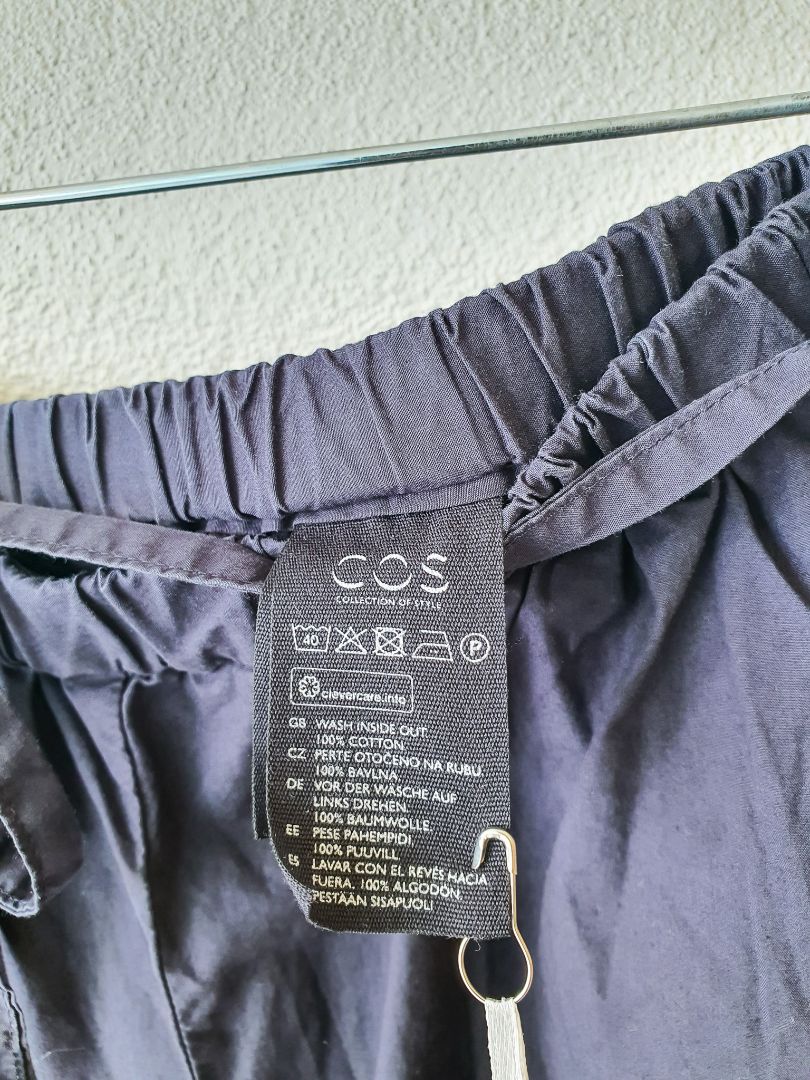 COS
COLLECTION OF STYLE
40 P
clevercare.info
GB WASH INSIDE OUT
100% COTTON
CZ PERTE OTOČENO NA RUBU
100% BAVLNA
DE VOR DER WÄSCHE AUF
LINKS DREHEN.
100% BAUMWOLLE
EE PESE PAHEMPIDI
100% PUUVILL
ES LAVAR CON EL REVÉS HACIA
FUERA. 100% ALGODÓN
PESTÄÄN SISÄPUOLI